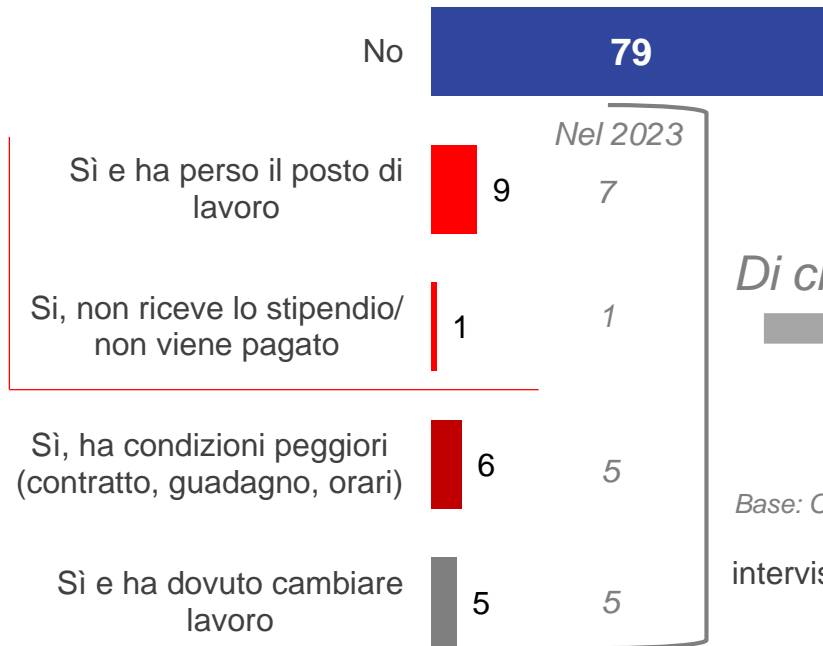 No
79
Nel 2023
Sì e ha perso il posto di
lavoro
9
7
Di
Si, non riceve lo stipendio/
non viene pagato
1
1
Sì, ha condizioni peggiori
(contratto, guadagno, orari)
6
5
Base:
Sì e ha dovuto cambiare
lavoro
5
5